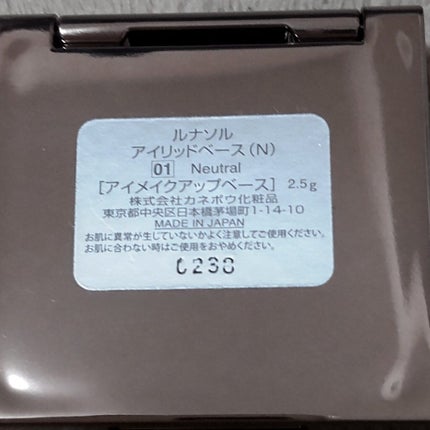 ルナソル
アイリッドベース(N)
01 Neutral
[アイメイクアップベース] 2.5g
株式会社カネボウ化粧品
東京都中央区日本橋茅場町1-14-10
MADE IN JAPAN
お肌に異常が生じていないかよく注意してご使用ください。
お肌に合わない時はご使用をおやめください。
0238